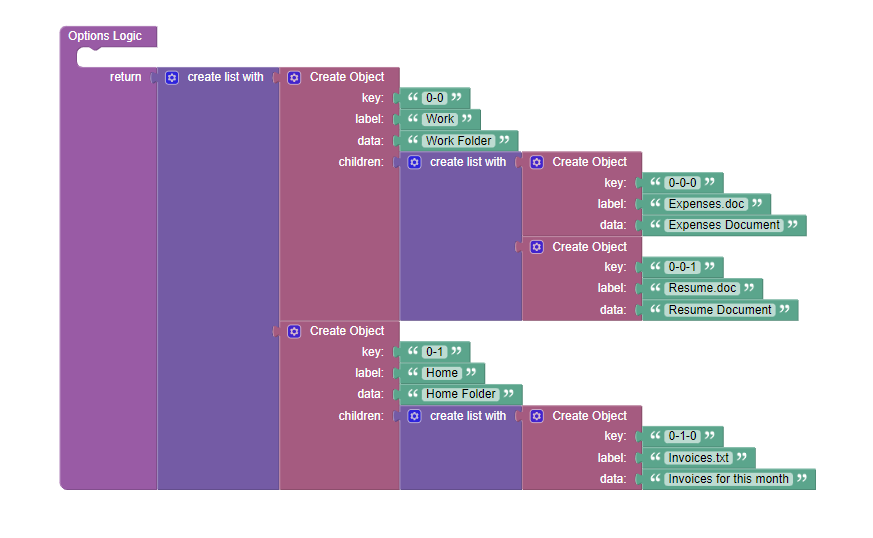 Options Logic
return create list with Create Object
key: “ 0-0 ”
label: “ Work ”
data: “ Work Folder ”
children: create list with Create Object
key: “ 0-0-0 ”
label: “ Expenses.doc ”
data: “ Expenses Document ”
Create Object
key: “ 0-0-1 ”
label: “ Resume.doc ”
data: “ Resume Document ”
Create Object
key: “ 0-1 ”
label: “ Home ”
data: “ Home Folder ”
children: create list with Create Object
key: “ 0-1-0 ”
label: “ Invoices.txt ”
data: “ Invoices for this month ”